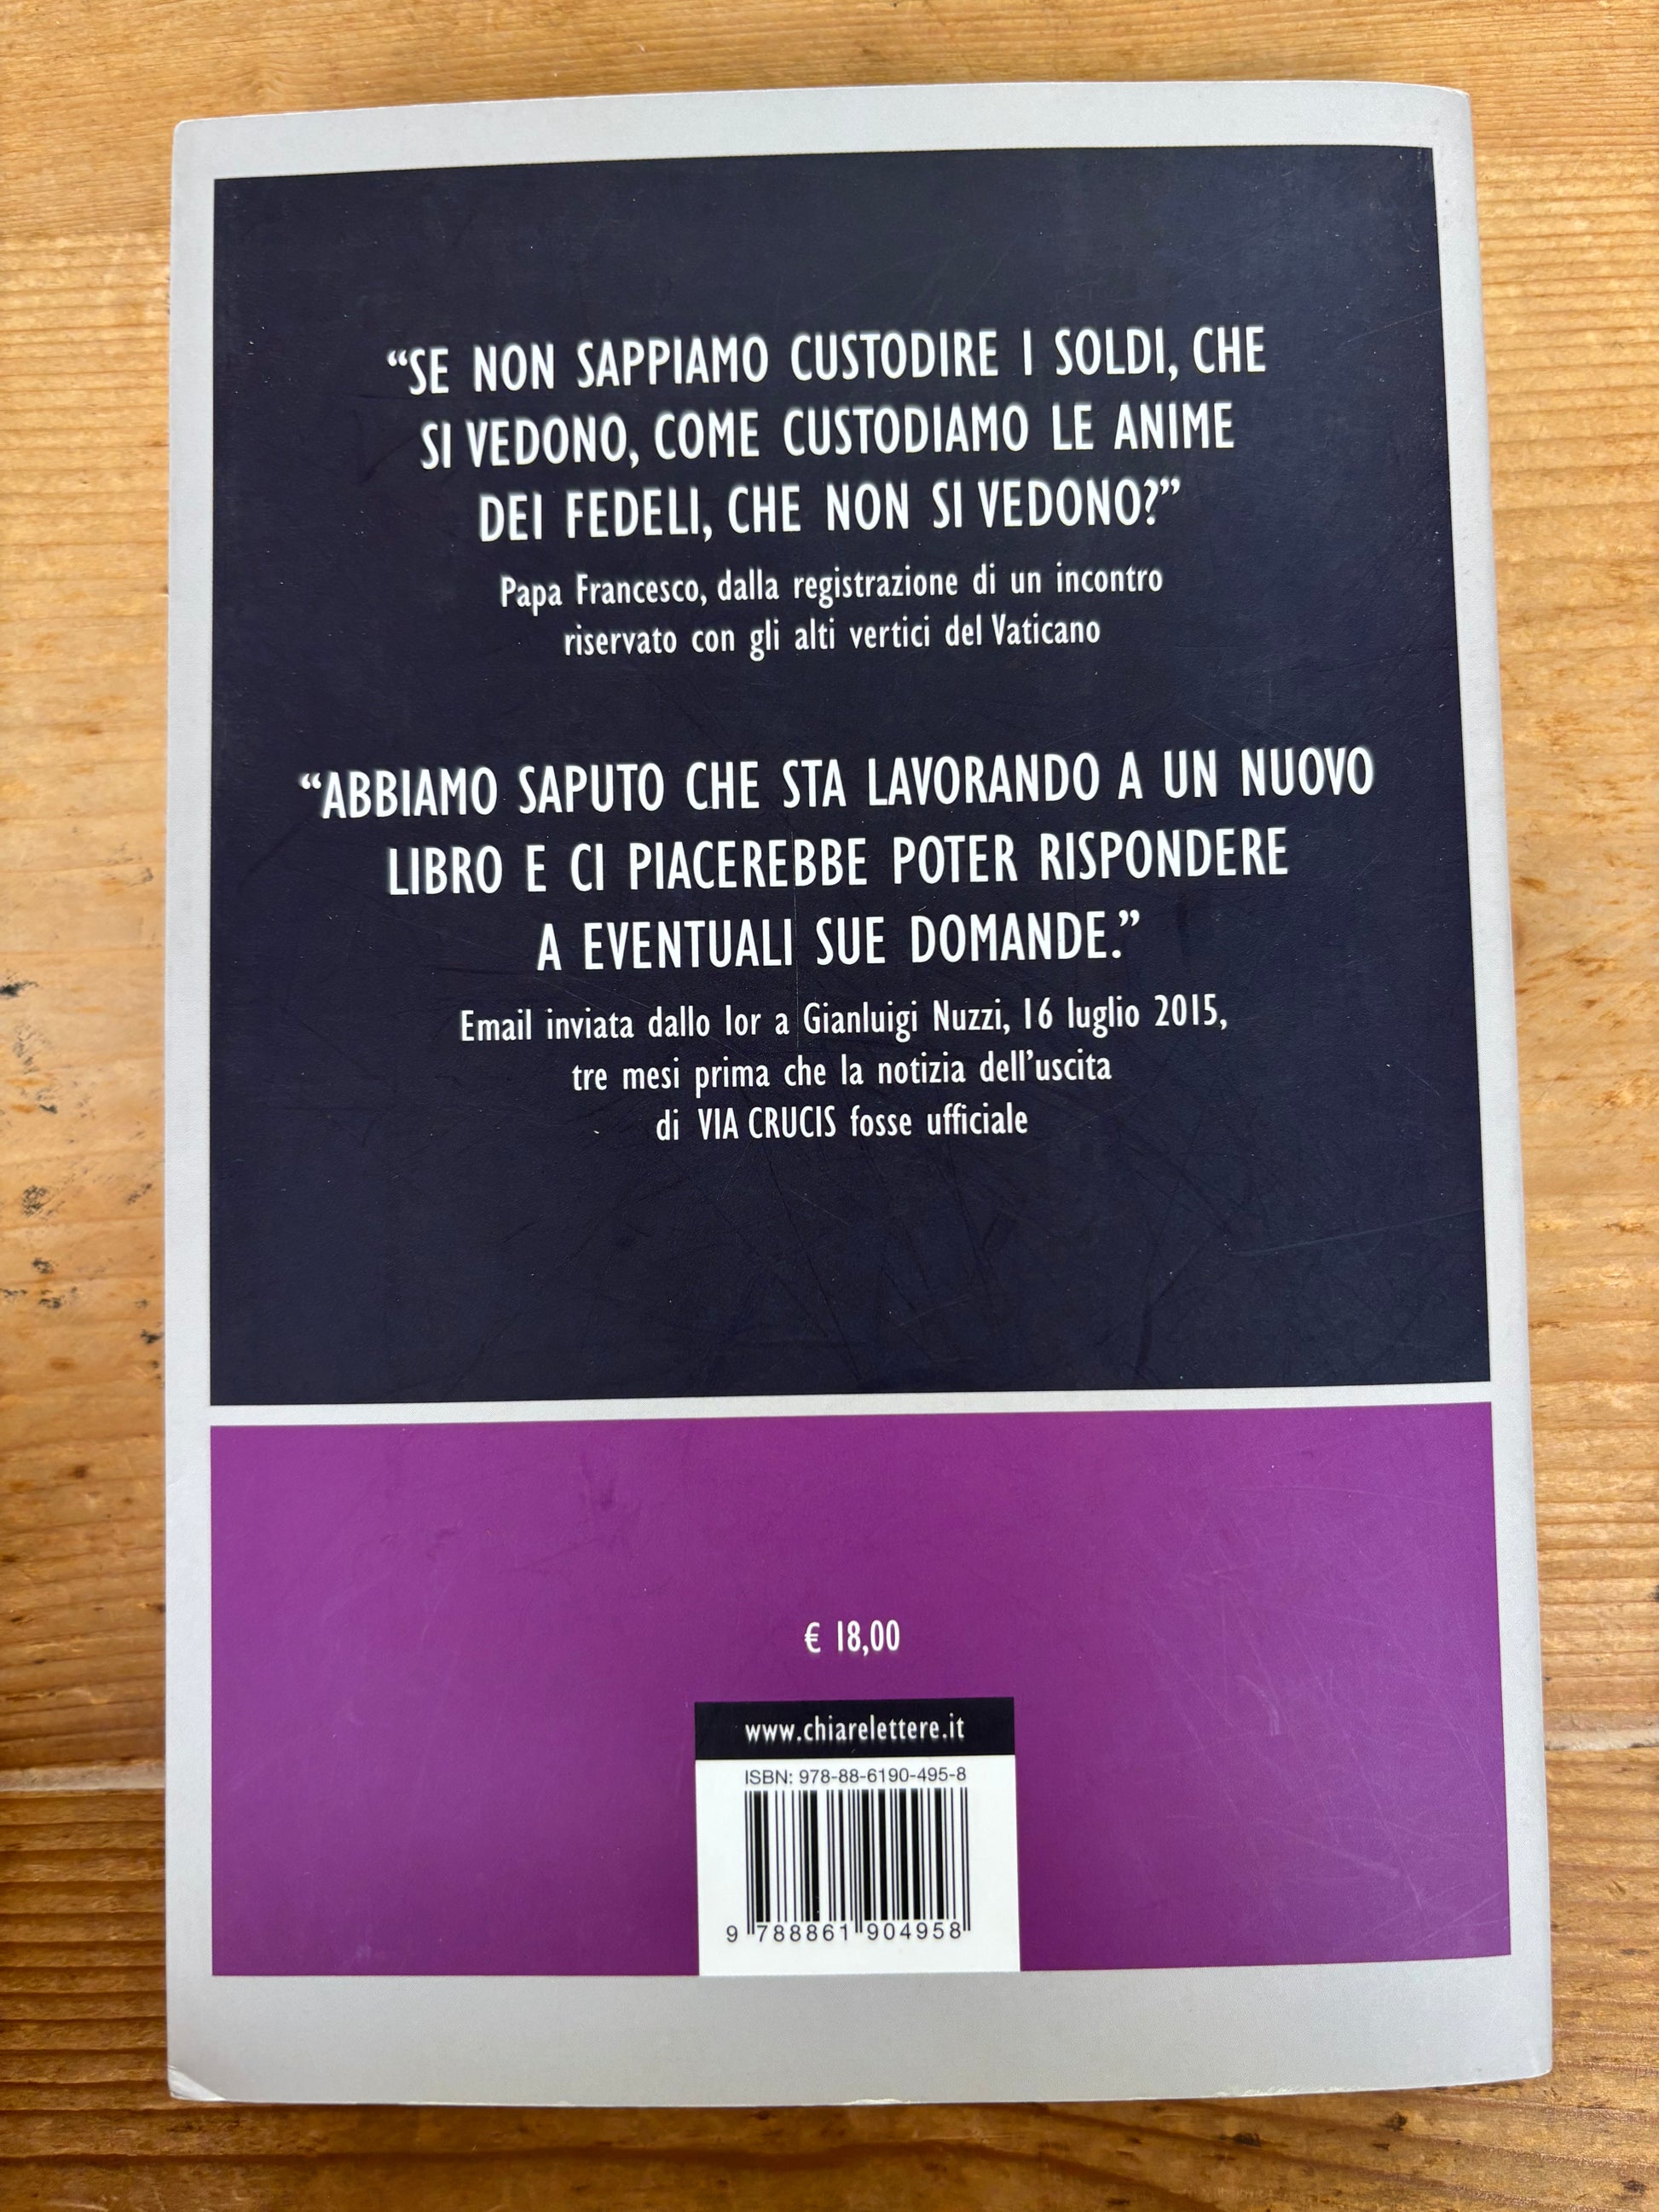 “SE NON SAPPIAMO CUSTODIRE I SOLDI, CHE
SI VEDONO, COME CUSTODIAMO LE ANIME
DEI FEDELI, CHE NON SI VEDONO?”
Papa Francesco, dalla registrazione di un incontro
riservato con gli alti vertici del Vaticano
“ABBIAMO SAPUTO CHE STA LAVORANDO A UN NUOVO
LIBRO E CI PIACEREBBE POTER RISPONDERE
A EVENTUALI SUE DOMANDE.”
Email inviata dallo Ior a Gianluigi Nuzzi, 16 luglio 2015,
tre mesi prima che la notizia dell’uscita
di VIA CRUCIS fosse ufficiale
€ 18,00
www.chiarelettere.it
ISBN: 978-88-6190-495-8
9 788861 904958